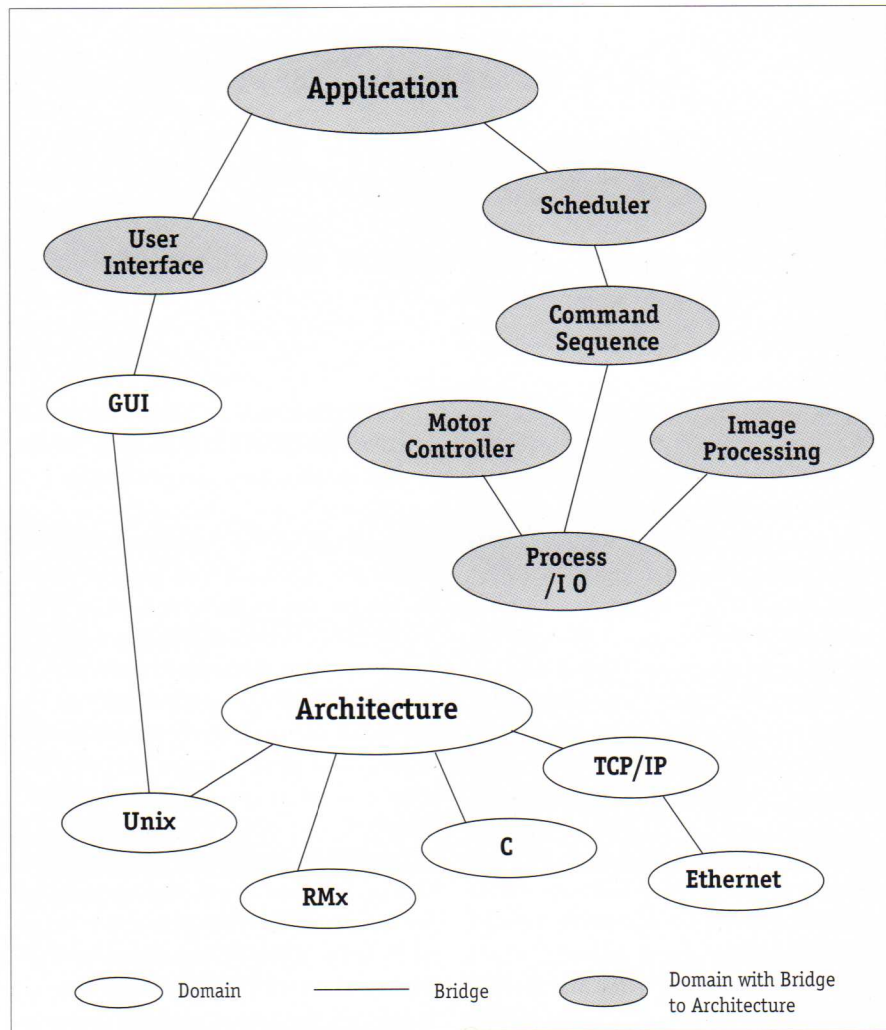 Application
Scheduler
User
Interface
Command
Sequence
GUI
Motor
Controller
Image
Processing
Process
/I O
Architecture
TCP/IP
Unix
C
RMx
Ethernet
Domain
Bridge
Domain with Bridge
to Architecture